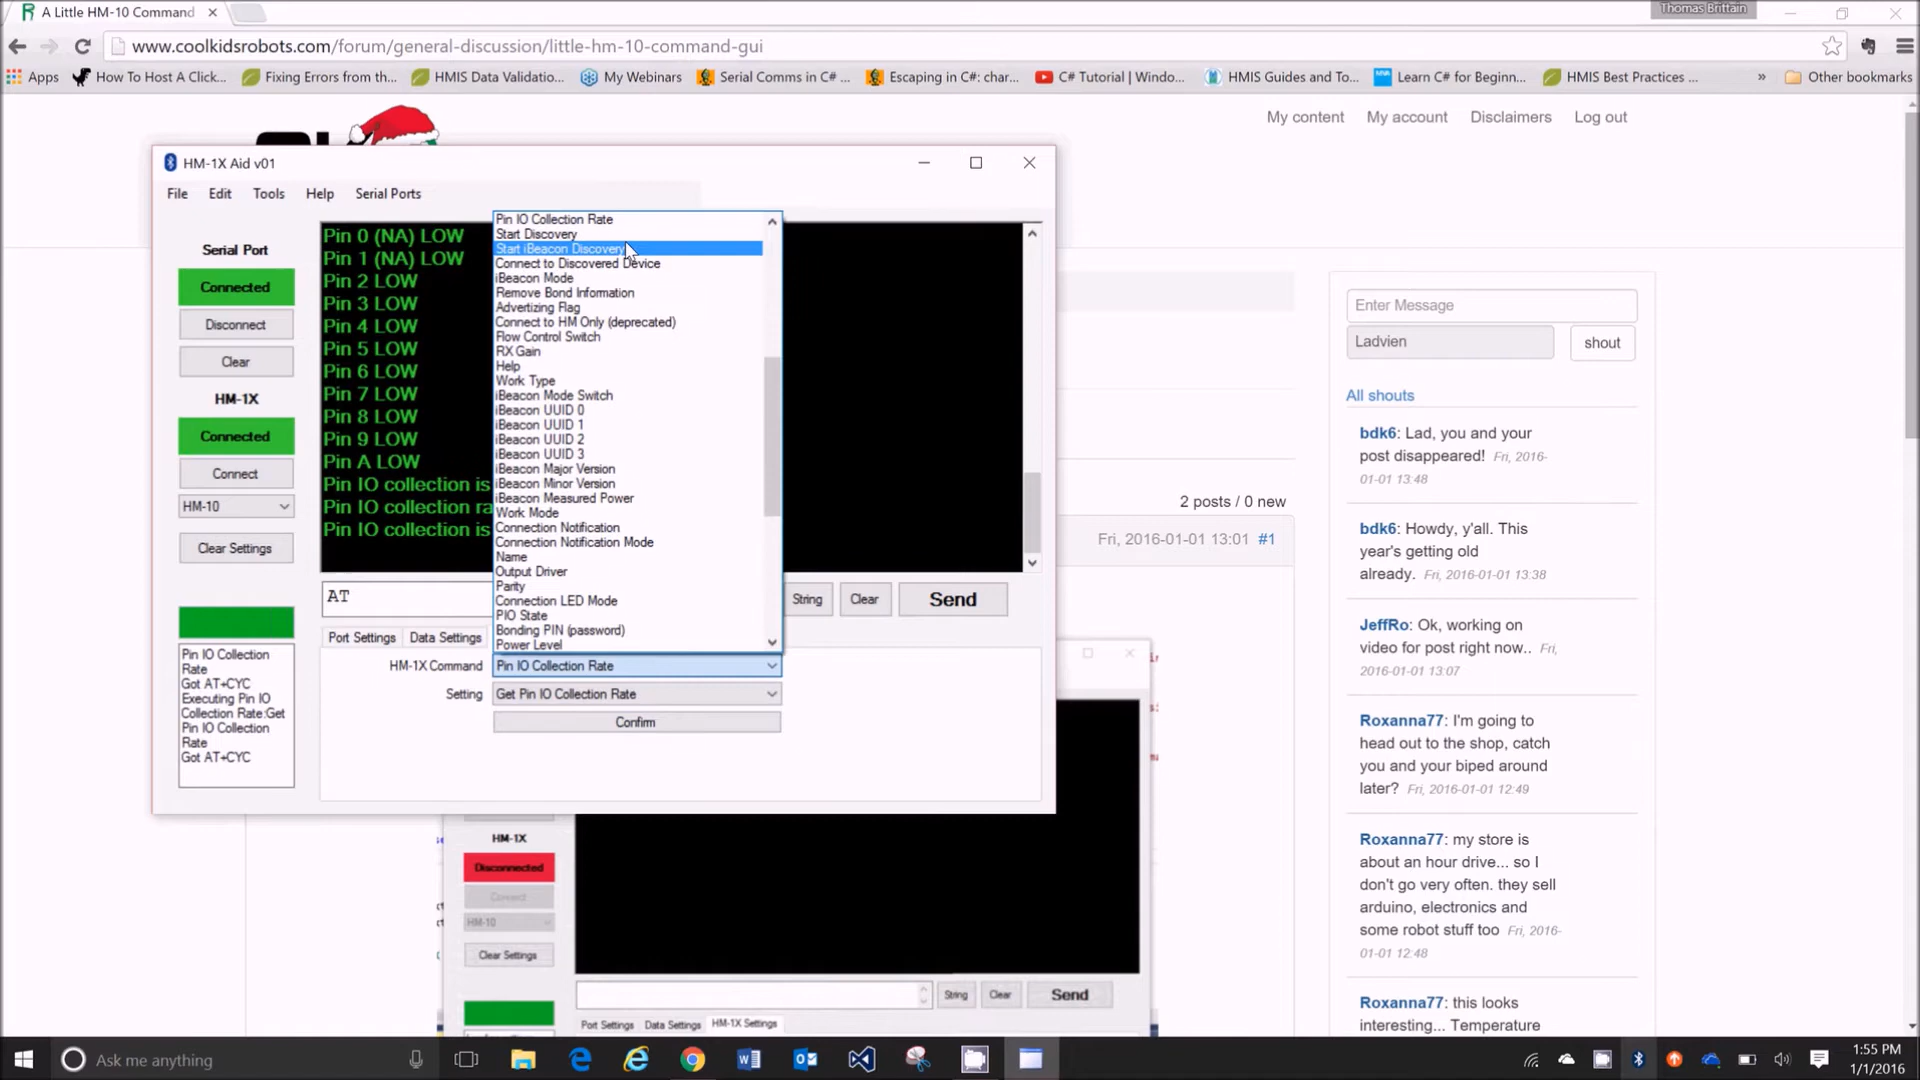 A Little HM-10 Command
Thomas Brittain
www.coolkidsrobots.com/forum/general-discussion/little-hm-10-command-gui
Apps
How To Host A Click...
Fixing Errors from th...
HMIS Data Validatio...
My Webinars
Serial Comms in C# ...
Escaping in C#: char...
C# Tutorial | Windo...
HMIS Guides and To...
Learn C# for Beginn...
HMIS Best Practices ...
»
Other bookmarks
My content
My account
Disclaimers
Log out
HM-1X Aid v01
File
Edit
Tools
Help
Serial Ports
Serial Port
Connected
Disconnect
Clear
HM-1X
Connected
Connect
HM-10
Clear Settings
Pin IO Collection
Rate
Got AT+CYC
Executing Pin IO
Collection Rate:Get
Pin IO Collection
Rate
Got AT+CYC
Pin 0 (NA) LOW
Pin 1 (NA) LOW
Pin 2 LOW
Pin 3 LOW
Pin 4 LOW
Pin 5 LOW
Pin 6 LOW
Pin 7 LOW
Pin 8 LOW
Pin 9 LOW
Pin A LOW
Pin IO collection is
Pin IO collection ra
Pin IO collection is
Pin IO Collection Rate
Start Discovery
Start iBeacon Discovery
Connect to Discovered Device
iBeacon Mode
Remove Bond Information
Advertizing Flag
Connect to HM Only (deprecated)
Flow Control Switch
RX Gain
Help
Work Type
iBeacon Mode Switch
iBeacon UUID 0
iBeacon UUID 1
iBeacon UUID 2
iBeacon UUID 3
iBeacon Major Version
iBeacon Minor Version
iBeacon Measured Power
Work Mode
Connection Notification
Connection Notification Mode
Name
Output Driver
Parity
Connection LED Mode
PIO State
Bonding PIN (password)
Power Level
AT
String
Clear
Send
Port Settings
Data Settings
HM-1X Command
Pin IO Collection Rate
Setting
Get Pin IO Collection Rate
Confirm
2 posts / 0 new
Fri, 2016-01-01 13:01 #1
HM-1X
Disconnected
Connect
HM-10
Clear Settings
String
Clear
Send
Port Settings
Data Settings
HM-1X Settings
Enter Message
Ladvien
shout
All shouts
bdk6: Lad, you and your
post disappeared! Fri, 2016-
01-01 13:48
bdk6: Howdy, y'all. This
year's getting old
already. Fri, 2016-01-01 13:38
JeffRo: Ok, working on
video for post right now.. Fri,
2016-01-01 13:07
Roxanna77: I'm going to
head out to the shop, catch
you and your biped around
later? Fri, 2016-01-01 12:49
Roxanna77: my store is
about an hour drive... so I
don't go very often. they sell
arduino, electronics and
some robot stuff too Fri, 2016-
01-01 12:48
Roxanna77: this looks
interesting... Temperature
Ask me anything
1:55 PM
1/1/2016